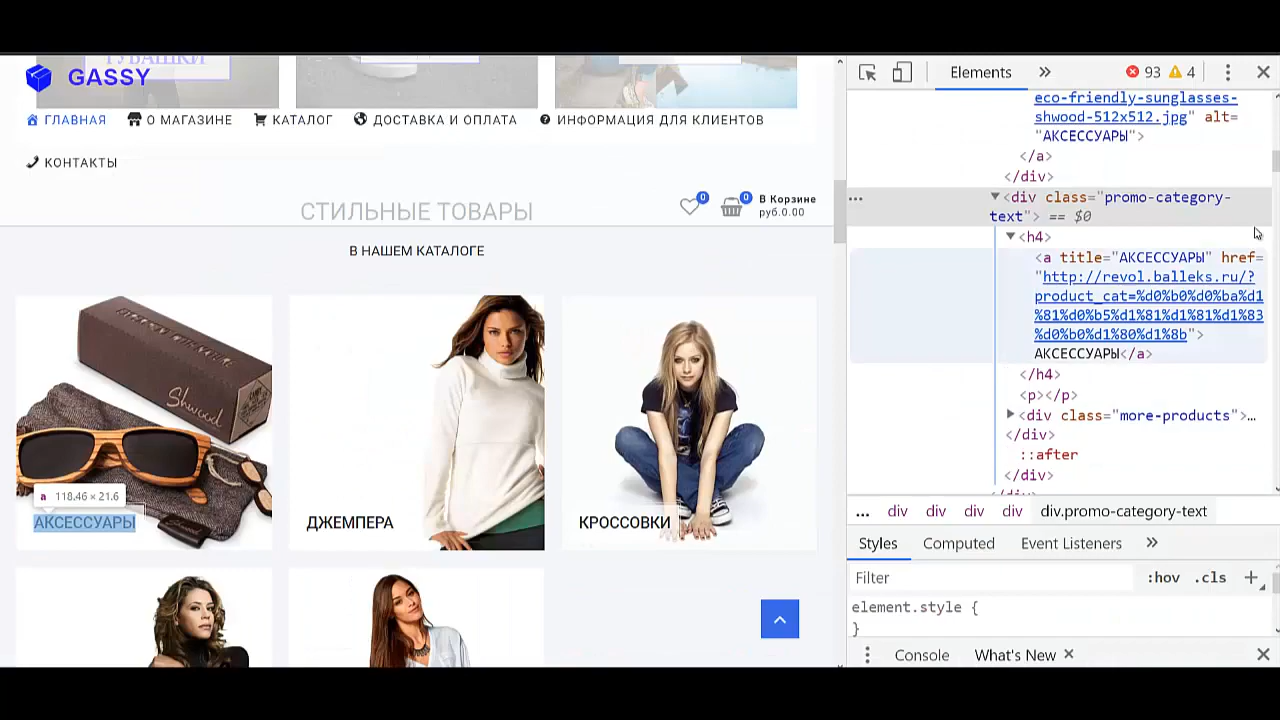 РУБАШКИ
GASSY
ГЛАВНАЯ
О МАГАЗИНЕ
КАТАЛОГ
ДОСТАВКА И ОПЛАТА
ИНФОРМАЦИЯ ДЛЯ КЛИЕНТОВ
КОНТАКТЫ
СТИЛЬНЫЕ ТОВАРЫ
0
0
В Корзине
руб.0.00
В НАШЕМ КАТАЛОГЕ
Shwood
a 118.46 × 21.6
АКСЕССУАРЫ
ДЖЕМПЕРА
КРОССОВКИ
Elements
93
4
eco-friendly-sunglasses-
shwood-512x512.jpg" alt=
"АКСЕССУАРЫ">
</a>
</div>
<div class="promo-category-
text"> == $0
<h4>
<a title="АКСЕССУАРЫ" href=
"http://revol.balleks.ru/?
product_cat=%d0%b0%d0%ba%d1
%81%d0%b5%d1%81%d1%81%d1%83
%d0%b0%d1%80%d1%8b">
АКСЕССУАРЫ</a>
</h4>
<p></p>
<div class="more-products">…
</div>
::after
</div>
... div div div div div.promo-category-text
Styles Computed Event Listeners
Filter :hov .cls
element.style {
}
Console What's New